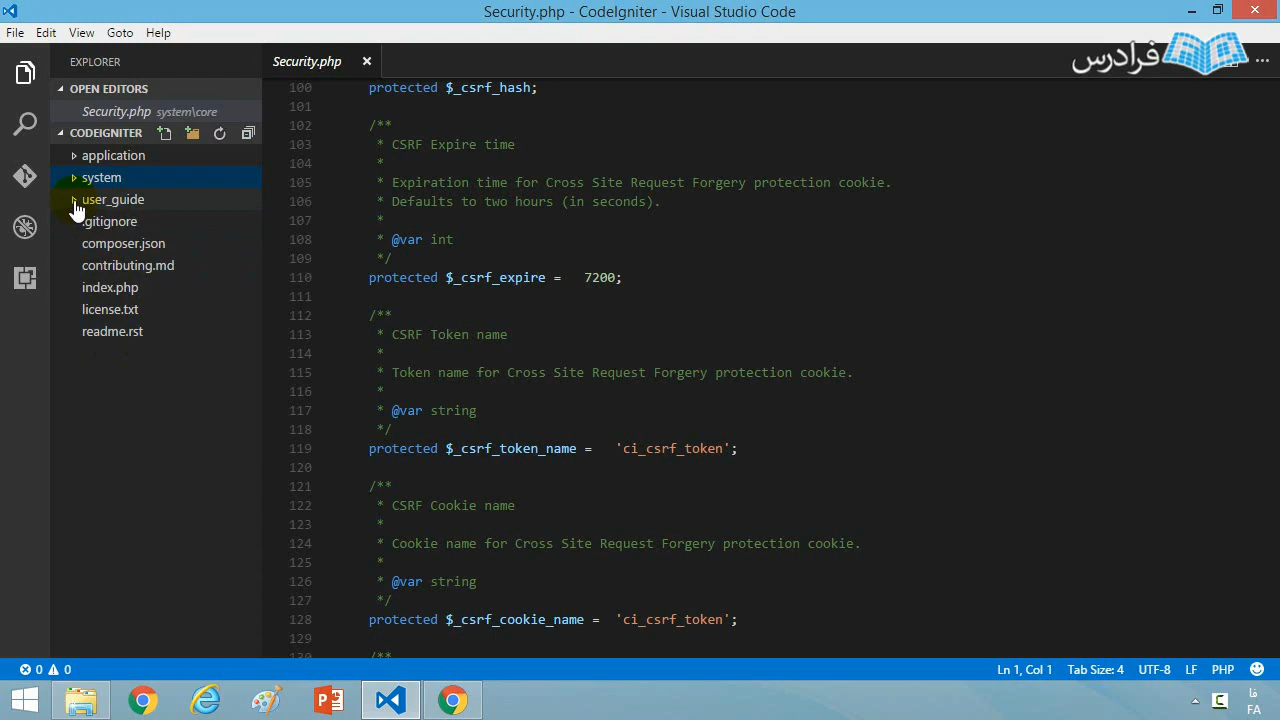 Security.php - CodeIgniter - Visual Studio Code
File Edit View Goto Help
EXPLORER
OPEN EDITORS
Security.php system\core
CODEIGNITER
application
system
user_guide
.gitignore
composer.json
contributing.md
index.php
license.txt
readme.rst
Security.php
فرادرس
100 protected $_csrf_hash;
101
102 /**
103 * CSRF Expire time
104 *
105 * Expiration time for Cross Site Request Forgery protection cookie.
106 * Defaults to two hours (in seconds).
107 *
108 * @var int
109 */
110 protected $_csrf_expire = 7200;
111
112 /**
113 * CSRF Token name
114 *
115 * Token name for Cross Site Request Forgery protection cookie.
116 *
117 * @var string
118 */
119 protected $_csrf_token_name = 'ci_csrf_token';
120
121 /**
122 * CSRF Cookie name
123 *
124 * Cookie name for Cross Site Request Forgery protection cookie.
125 *
126 * @var string
127 */
128 protected $_csrf_cookie_name = 'ci_csrf_token';
129
130 /**
0 0
Ln 1, Col 1 Tab Size: 4 UTF-8 LF PHP
فا
FA